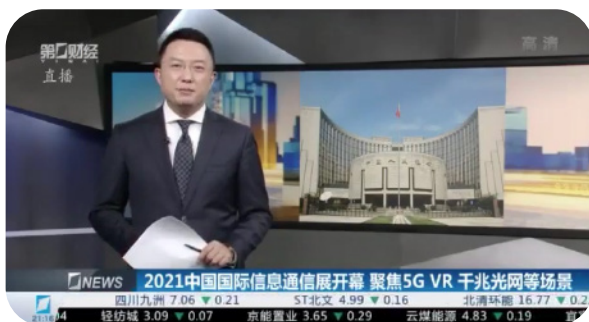 第一财经
直播
高清
NEWS 2021中国国际信息通信展开幕 聚焦5G VR 千兆光网等场景
四川九洲 7.06 ▼ 0.21 ST北文 4.99 ▼ 0.16 北清环能 16.77 ▼ 0.2
04 轻纺城 3.09 ▼ 0.07 京能置业 3.65 ▼ 0.29 云煤能源 4.83 ▼ 0.19